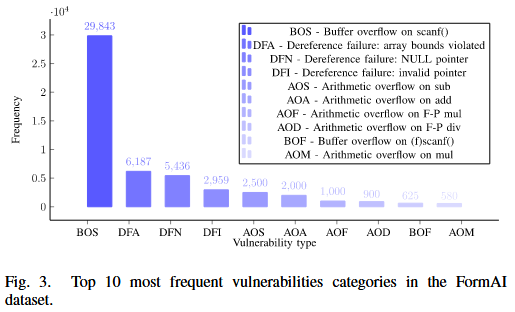 ·10⁴
29,843
3
2.5
2
1.5
1
0.5
0
Frequency
6,187
5,436
2,959
2,500
2,000
1,000
900
625
580
BOS - Buffer overflow on scanf()
DFA - Dereference failure: array bounds violated
DFN - Dereference failure: NULL pointer
DFI - Dereference failure: invalid pointer
AOS - Arithmetic overflow on sub
AOA - Arithmetic overflow on add
AOF - Arithmetic overflow on F-P mul
AOD - Arithmetic overflow on F-P div
BOF - Buffer overflow on (f)scanf()
AOM - Arithmetic overflow on mul
BOS DFA DFN DFI AOS AOA AOF AOD BOF AOM
Vulnerability type
Fig. 3. Top 10 most frequent vulnerabilities categories in the FormAI
dataset.